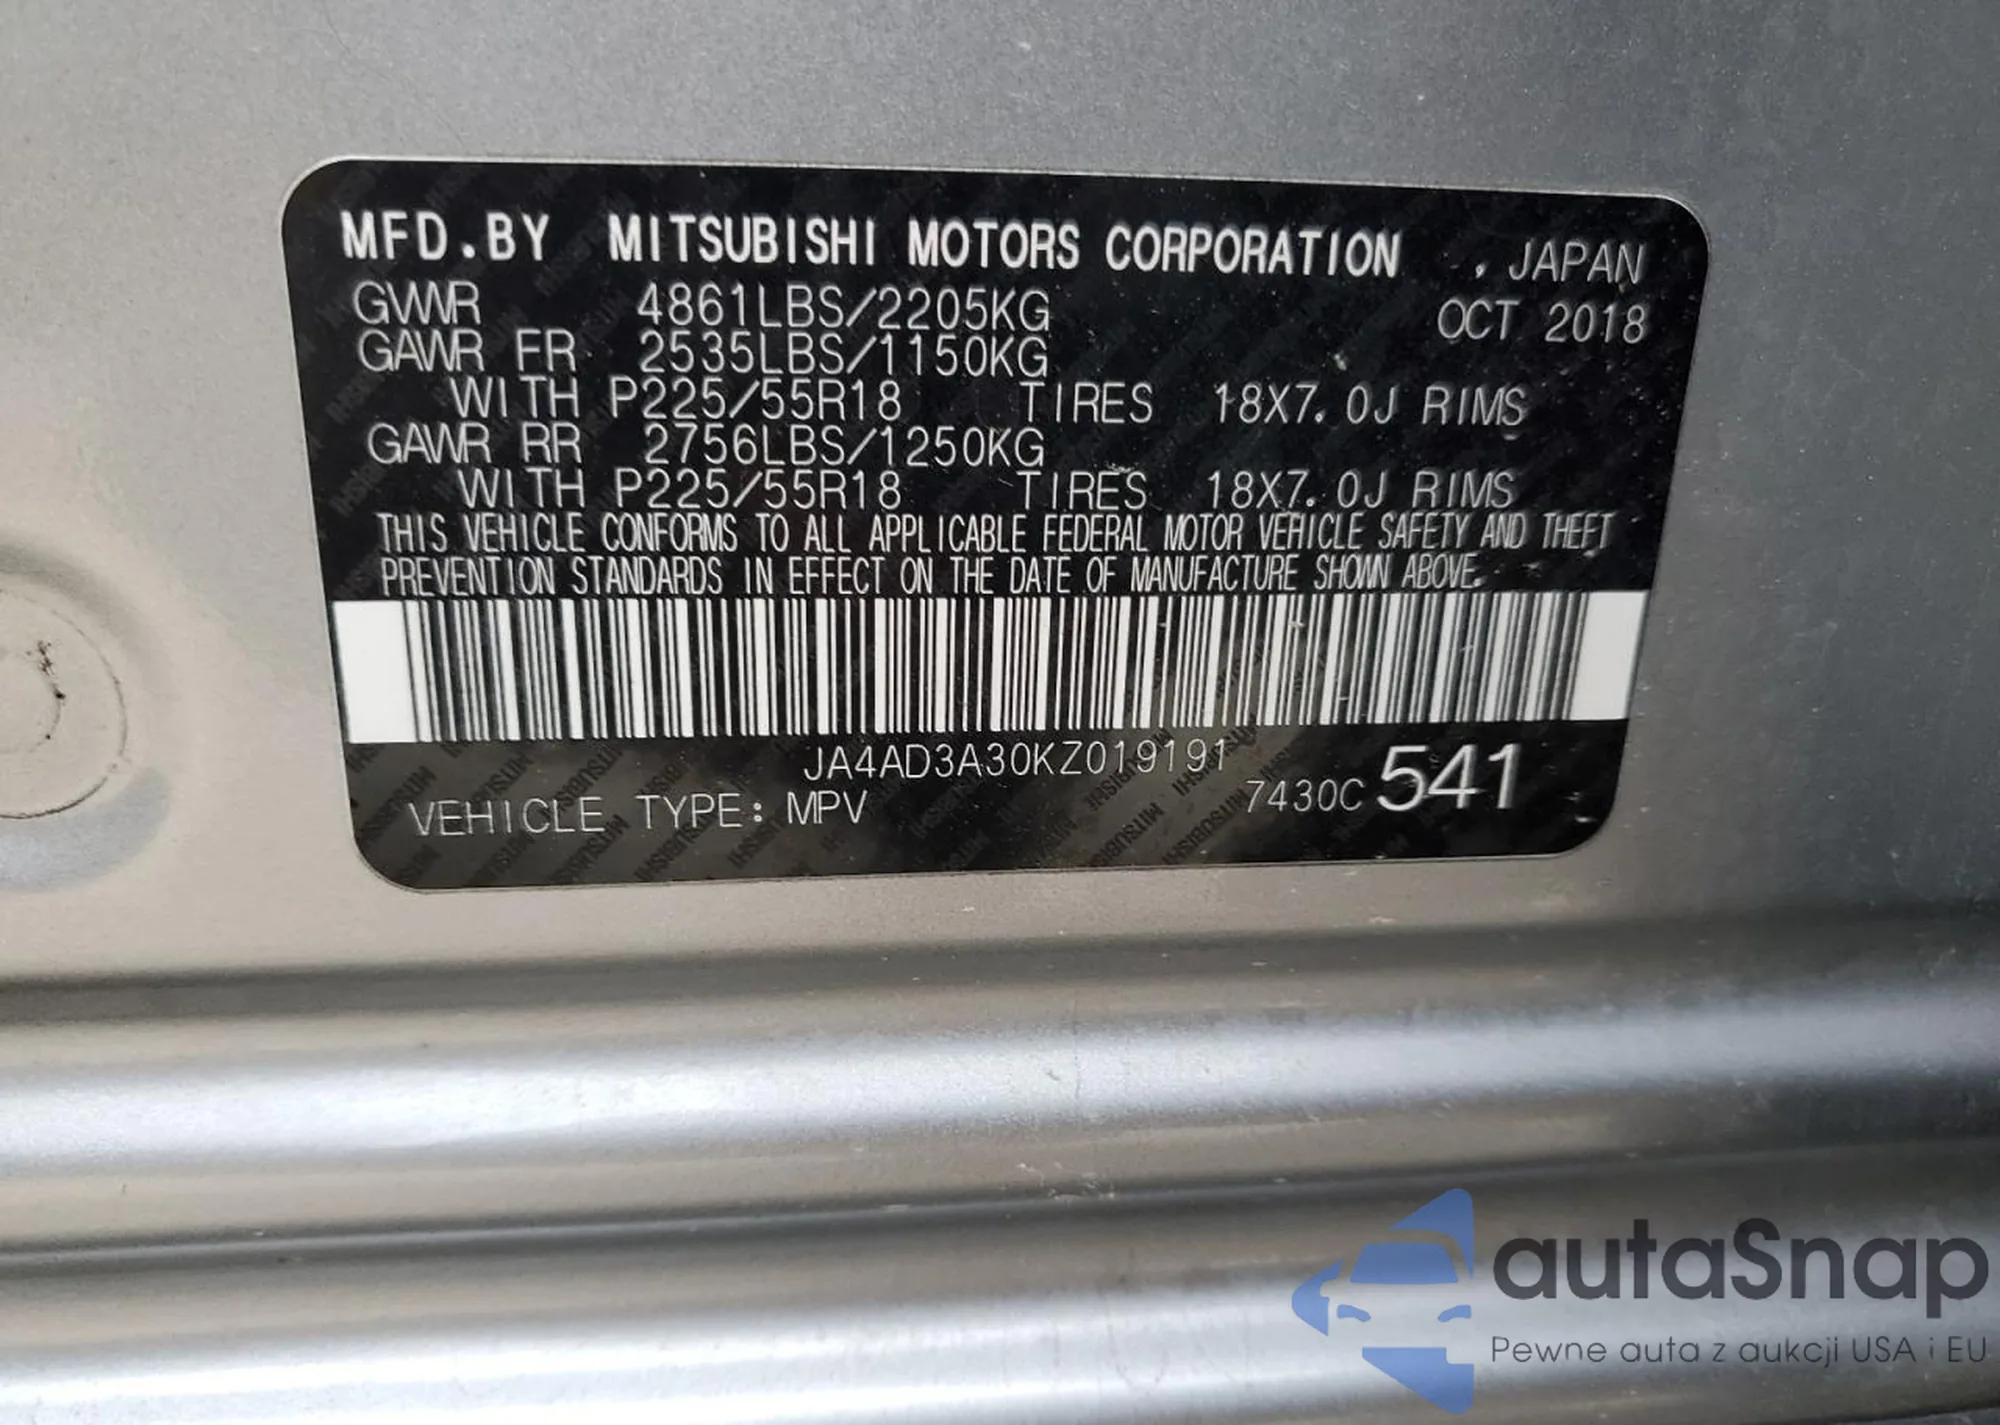 MFD.BY MITSUBISHI MOTORS CORPORATION , JAPAN
GVWR 4861LBS/2205KG OCT 2018
GAWR FR 2535LBS/1150KG
WITH P225/55R18 TIRES 18X7.0J RIMS
GAWR RR 2756LBS/1250KG
WITH P225/55R18 TIRES 18X7.0J RIMS
THIS VEHICLE CONFORMS TO ALL APPLICABLE FEDERAL MOTOR VEHICLE SAFETY AND THEFT
PREVENTION STANDARDS IN EFFECT ON THE DATE OF MANUFACTURE SHOWN ABOVE.
JA4AD3A30KZ019191
VEHICLE TYPE: MPV 7430C 541
autaSnap
Pewne auta z aukcji USA i EU